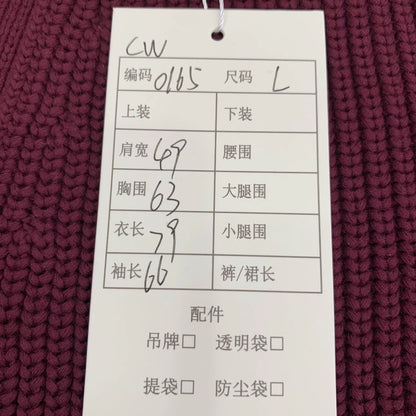 CW
编码 0165 尺码 L
上装 下装
肩宽 49 腰围
胸围 63 大腿围
衣长 79 小腿围
袖长 66 裤/裙长
配件
吊牌□ 透明袋□
提袋□ 防尘袋□